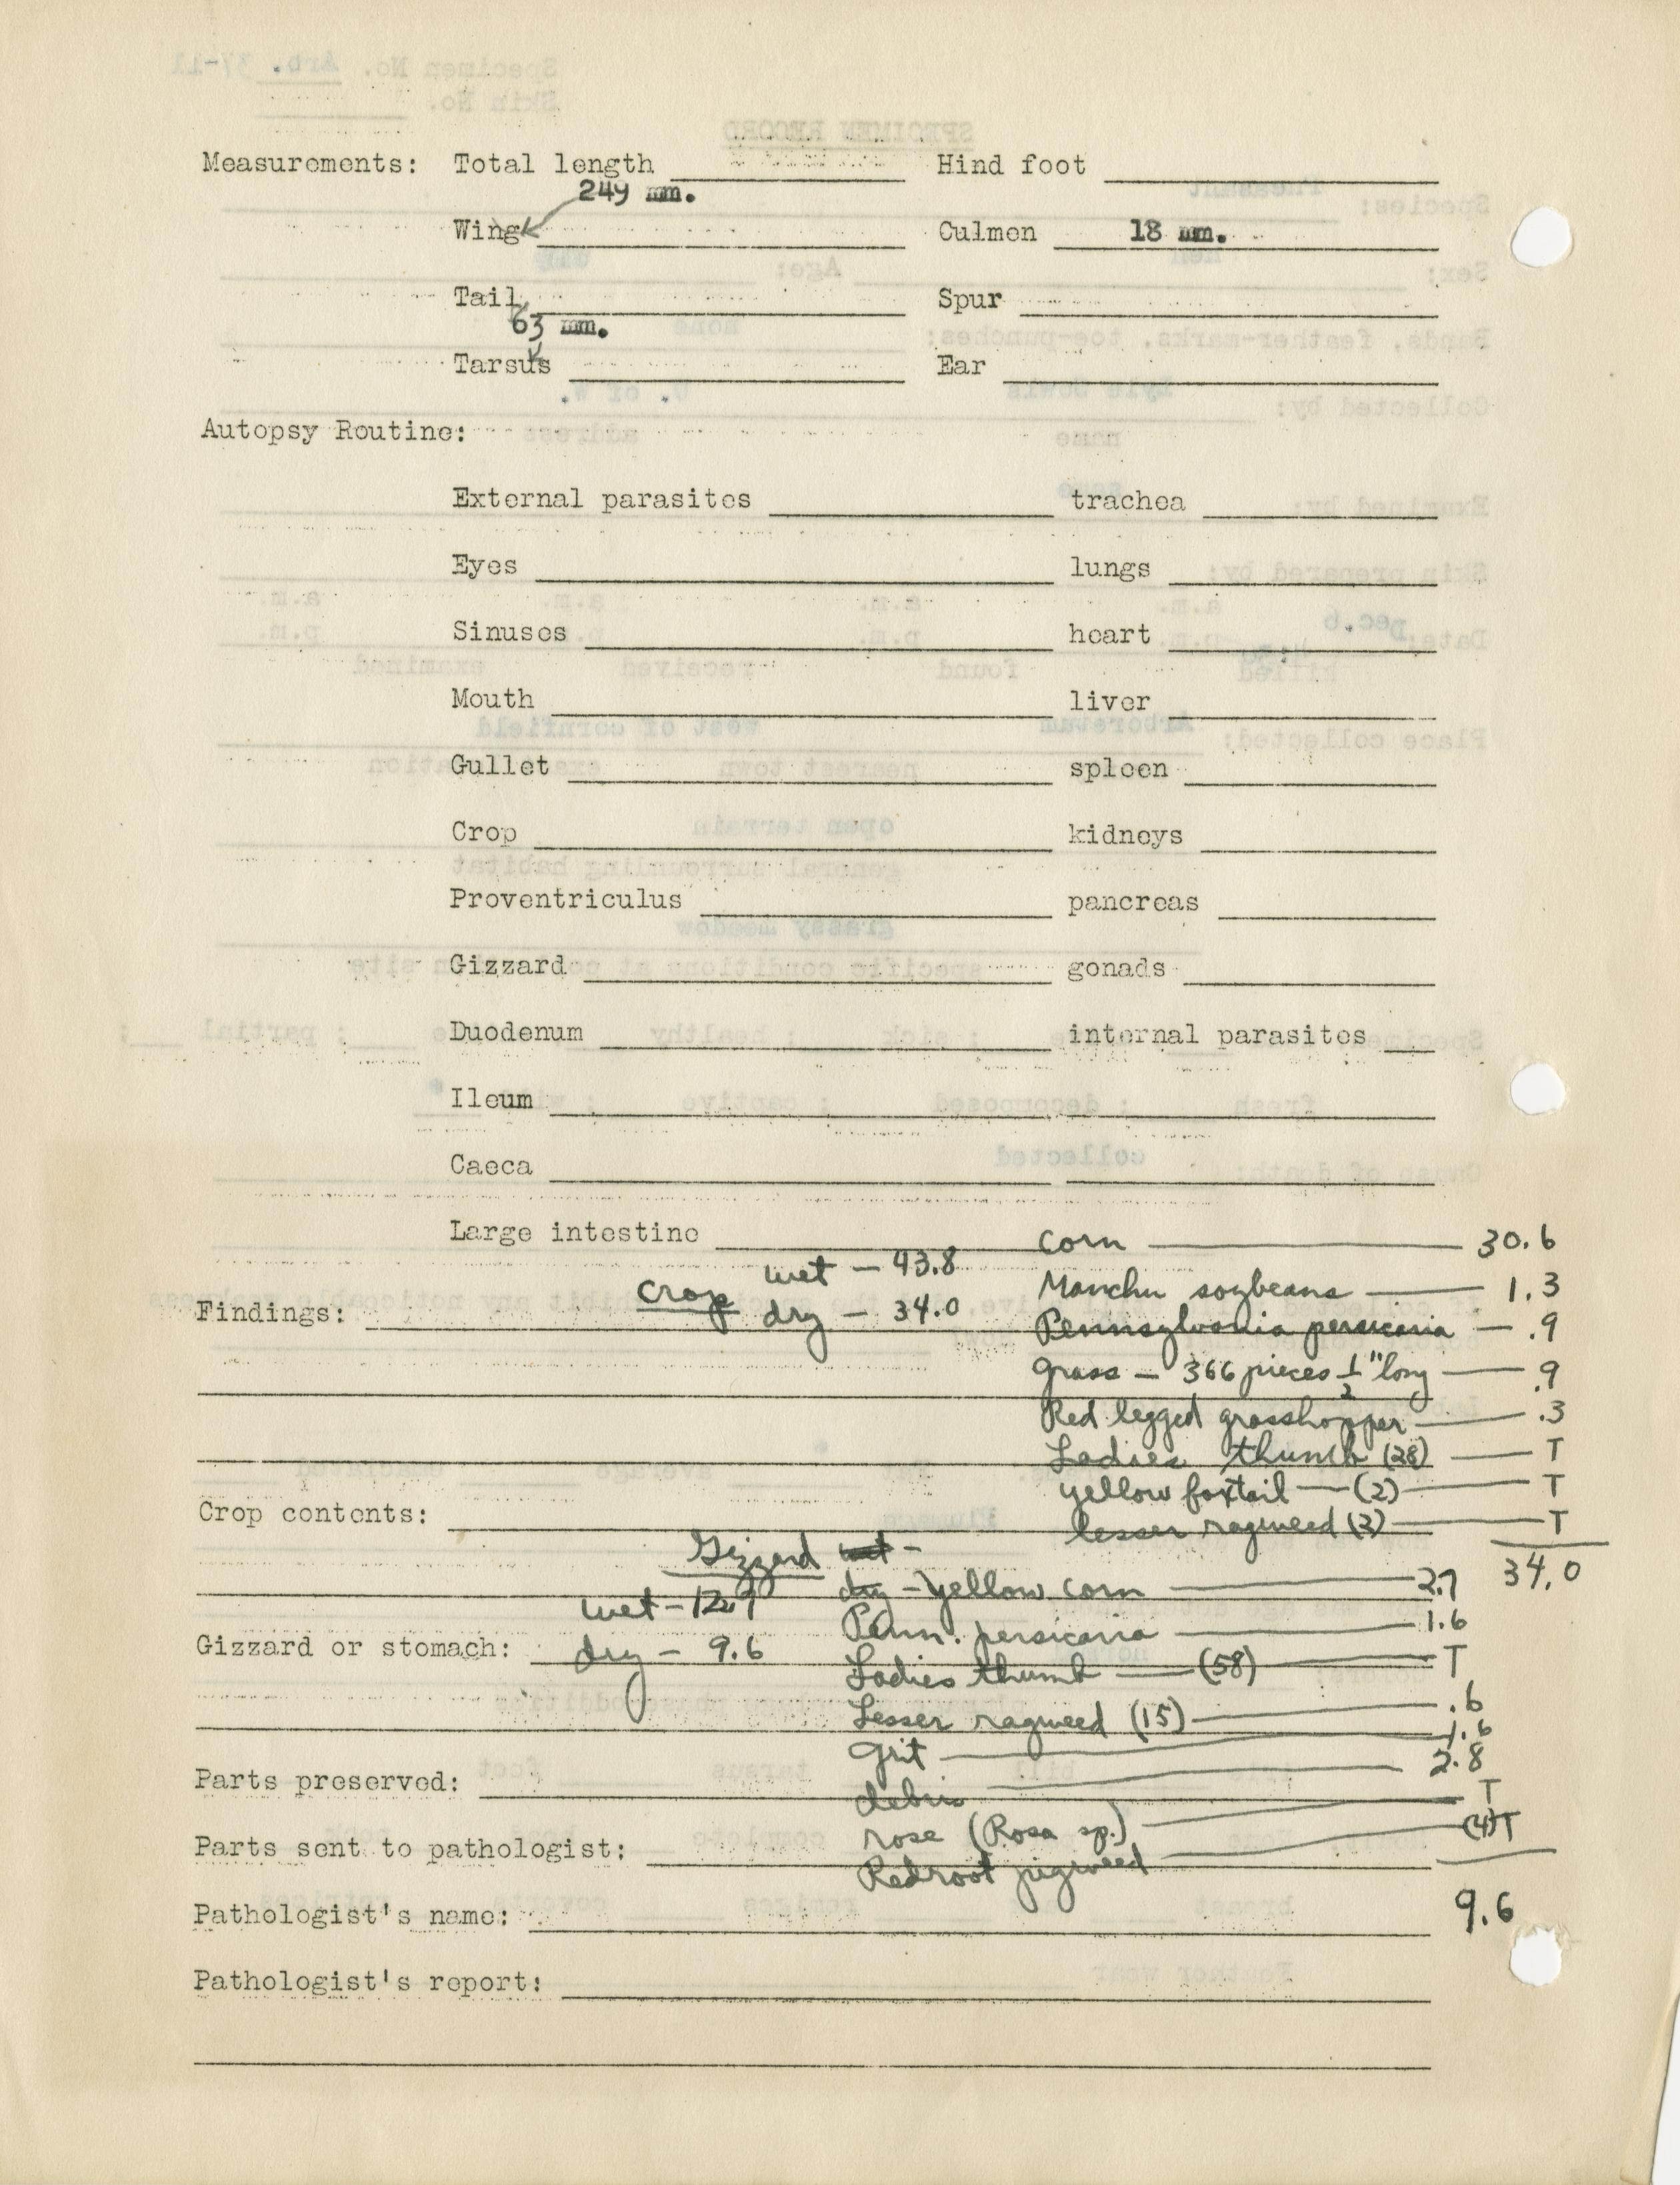 Measurements: Total length Hind foot
249 mm.
Wing Culmen 18 mm.
Tail Spur
63 mm.
Tarsus Ear
Autopsy Routine:
External parasites trachea
Eyes lungs
Sinuses heart
Mouth liver
Gullet spleen
Crop kidneys
Proventriculus pancreas
Gizzard gonads
Duodenum internal parasites
Ileum
Caeca
Large intestine
Findings:
Crop wet - 43.8
dry - 34.0
Corn 30.6
Manchu soybeans 1.3
Pennsylvania persicaria - .9
grass - 366 pieces 1/2" long .9
Red legged grasshopper .3
Ladies thumb (28) T
yellow foxtail (2) T
lesser ragweed (3) T
34.0
Crop contents:
Gizzard wet -
wet - 12.9
dry - 9.6
dry - yellow corn 2.7
Penn. persicaria 1.6
Gizzard or stomach:
Ladies thumb (58) T
Lesser ragweed (15) .6
grit 1.6
debris 2.8
rose (Rosa sp.) T
Redroot pigweed (4) T
9.6
Parts preserved:
Parts sent to pathologist:
Pathologist's name:
Pathologist's report: